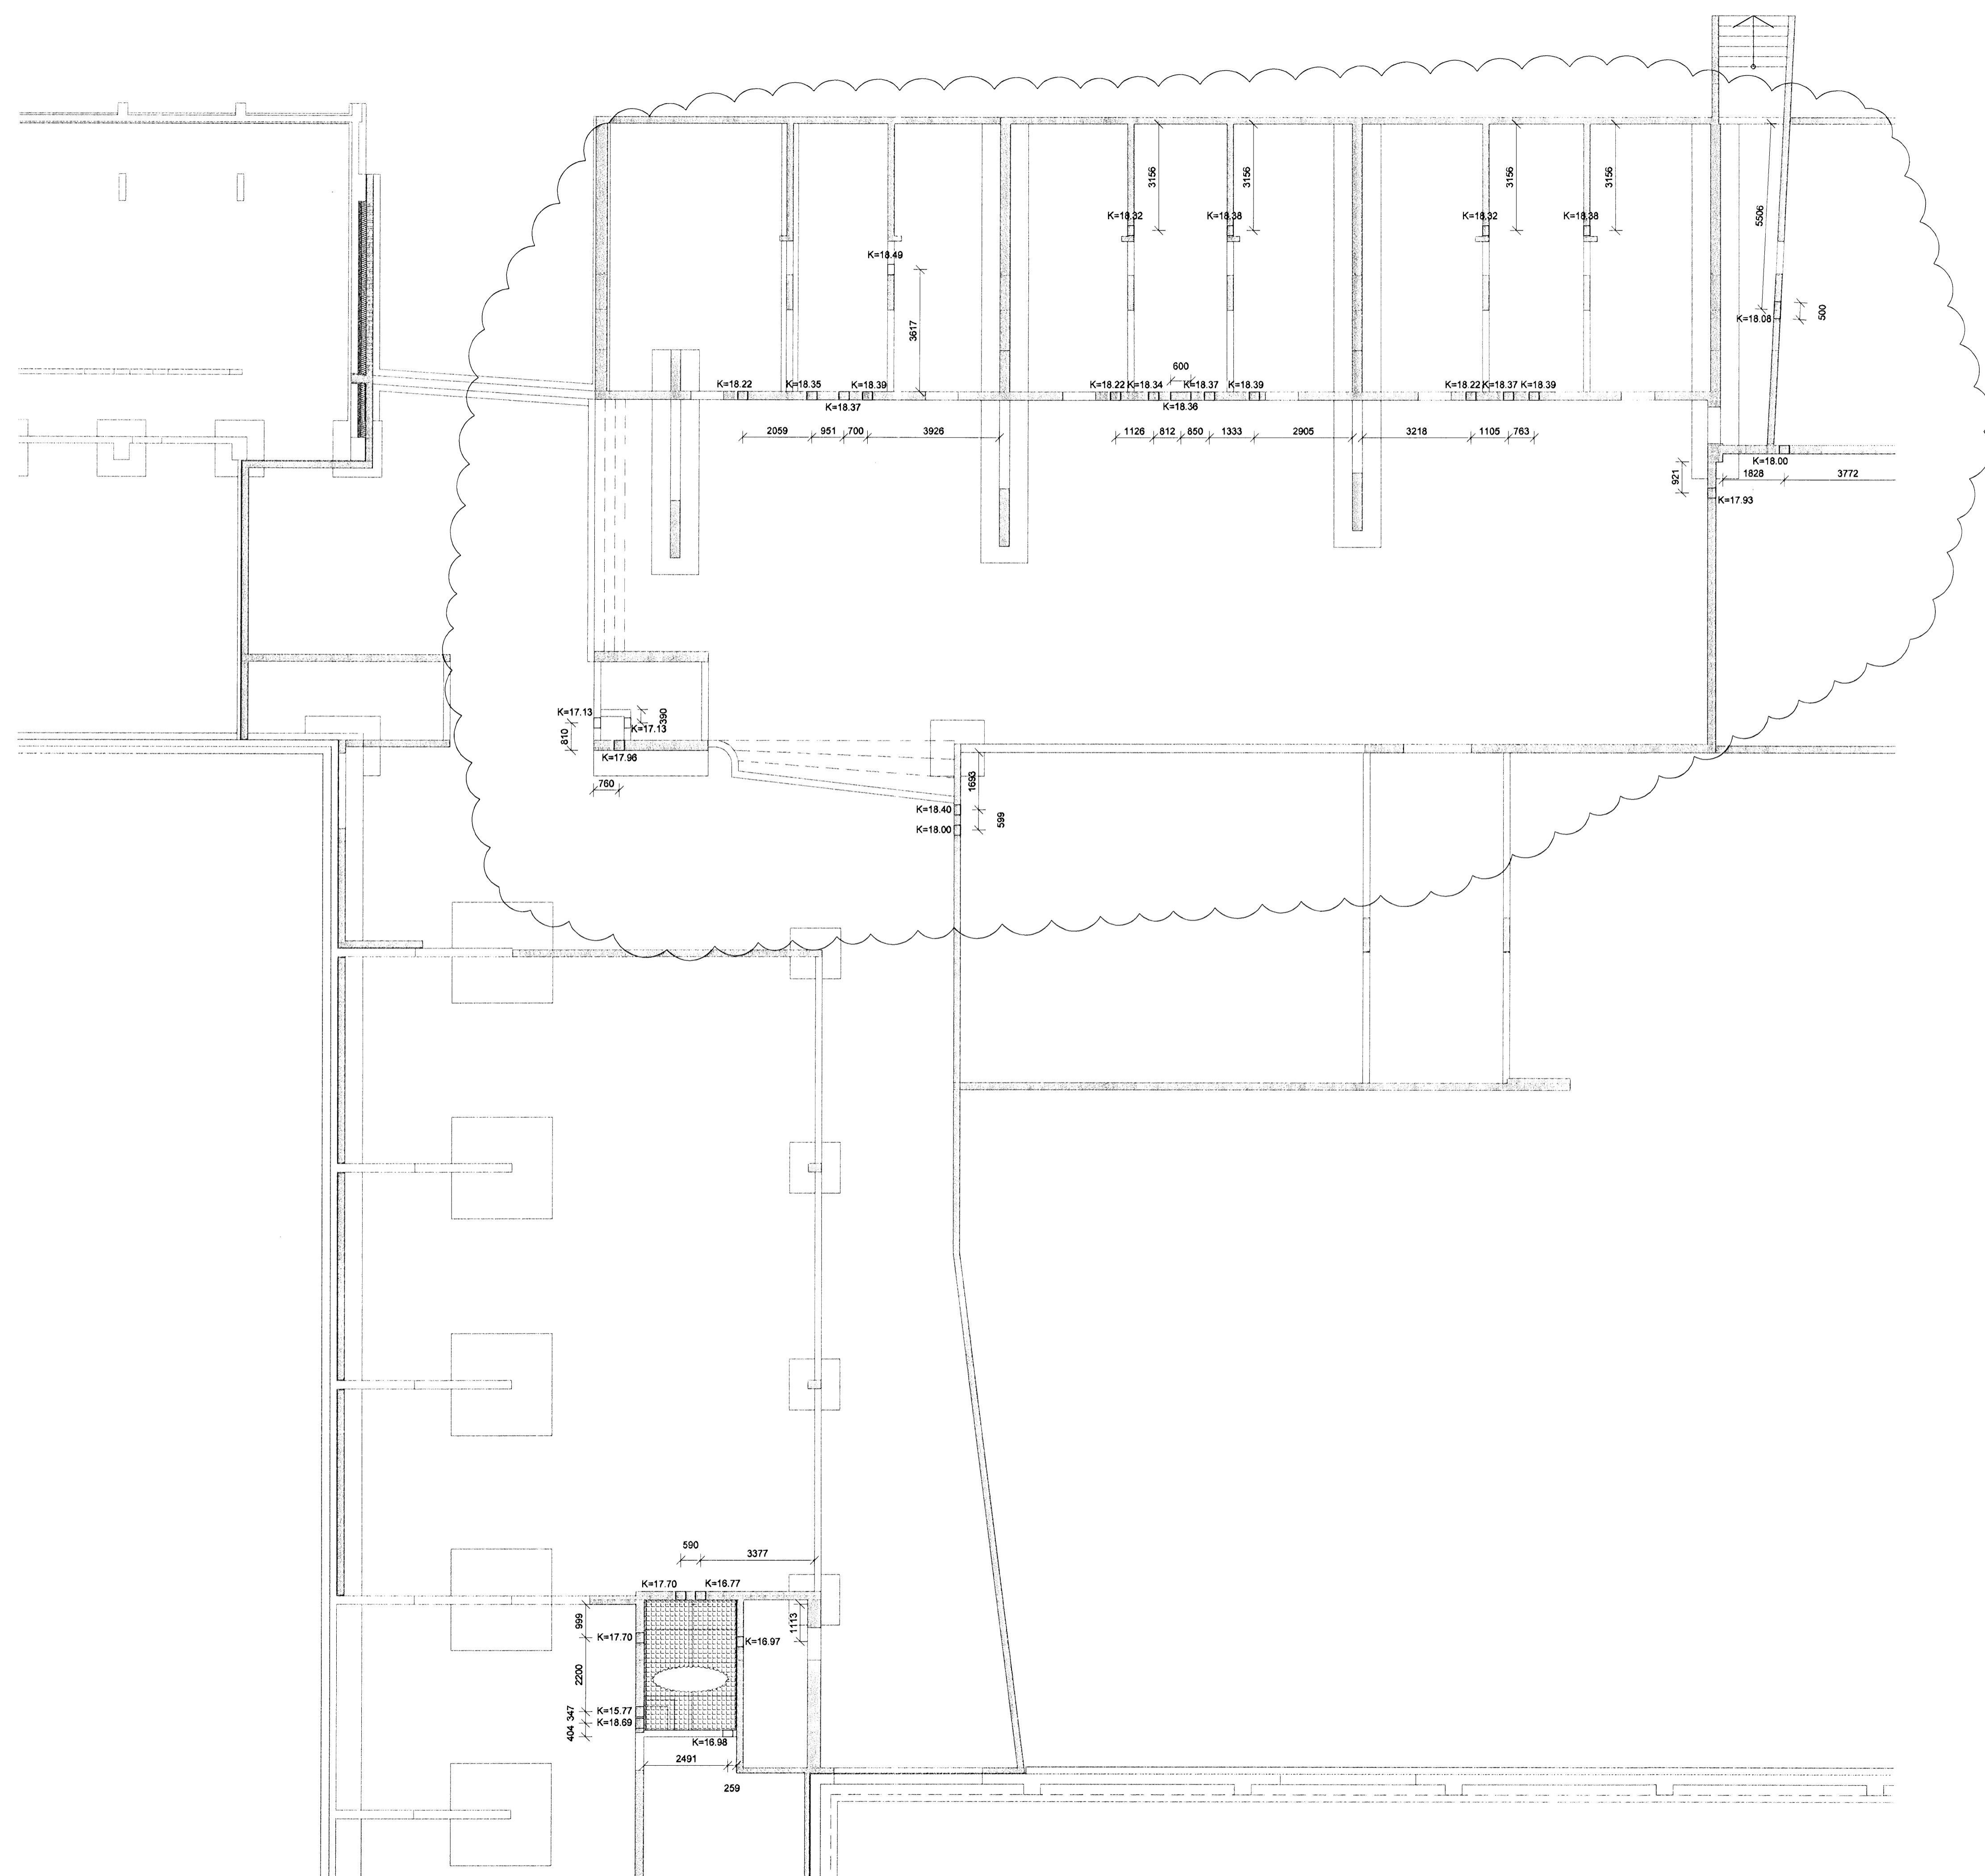 3156
3156
3156
3156
5506
K=18.32
K=18.38
K=18.32
K=18.38
K=18.49
3617
K=18.08
500
600
K=18.22
K=18.35
K=18.39
K=18.22
K=18.34
K=18.37
K=18.39
K=18.22
K=18.37
K=18.39
K=18.37
K=18.36
2059
951
700
3926
1126
812
850
1333
2905
3218
1105
763
K=18.00
921
1828
3772
K=17.93
K=17.13
390
K=17.13
810
K=17.96
760
1693
K=18.40
599
K=18.00
590
3377
K=17.70
K=16.77
999
1113
K=17.70
K=16.97
2200
347
K=15.77
K=18.69
404
K=16.98
2491
259